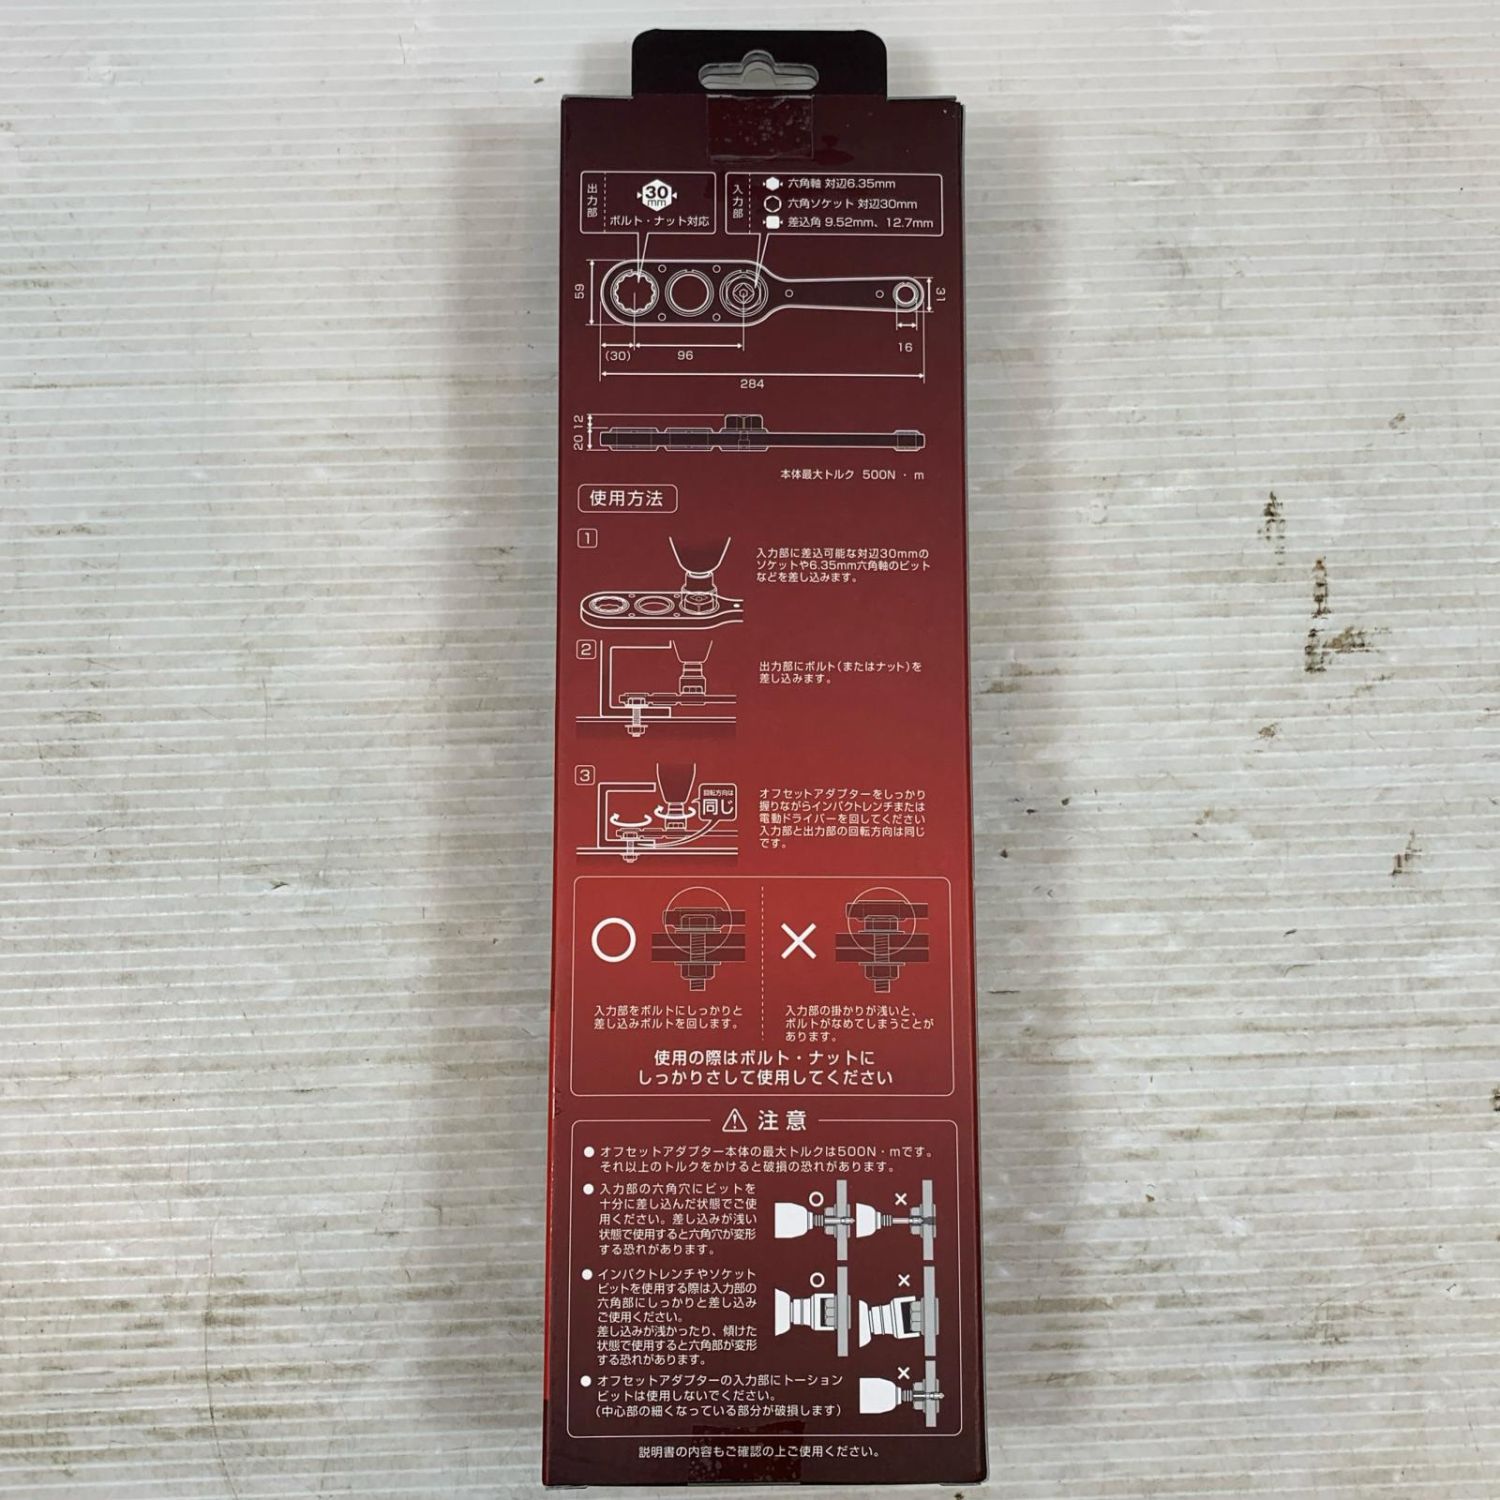 出力部
30
mm
ボルト・ナット対応
入力部
六角軸 対辺6.35mm
六角ソケット 対辺30mm
差込角 9.52mm、12.7mm
59
31
(30)
96
16
284
12
20
本体最大トルク 500N・m
使用方法
1
入力部に差込可能な対辺30mmの
ソケットや6.35mm六角軸のビット
などを差し込みます。
2
出力部にボルト(またはナット)を
差し込みます。
3
回転方向は
同じ
オフセットアダプターをしっかり
握りながらインパクトレンチまたは
電動ドライバーを回してください
入力部と出力部の回転方向は同じ
です。
入力部をボルトにしっかりと
差し込みボルトを回します。
入力部の掛かりが浅いと、
ボルトがなめてしまうことが
あります。
使用の際はボルト・ナットに
しっかりさして使用してください
注意
● オフセットアダプター本体の最大トルクは500N・mです。
それ以上のトルクをかけると破損の恐れがあります。
● 入力部の六角穴にビットを
十分に差し込んだ状態でご使
用ください。差し込みが浅い
状態で使用すると六角穴が変形
する恐れがあります。
● インパクトレンチやソケット
ビットを使用する際は入力部の
六角部にしっかりと差し込み
ご使用ください。
差し込みが浅かったり、傾けた
状態で使用すると六角部が変形
する恐れがあります。
● オフセットアダプターの入力部にトーション
ビットは使用しないでください。
(中心部の細くなっている部分が破損します)
説明書の内容もご確認の上ご使用ください。